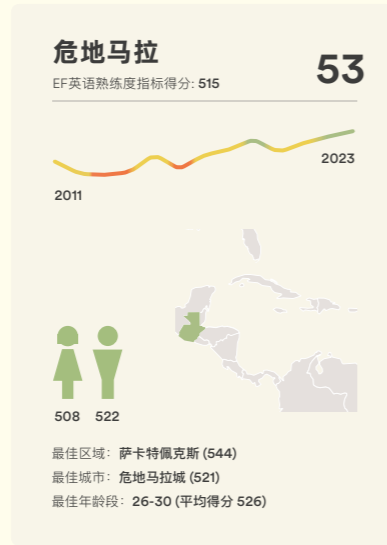 危地马拉
53
EF英语熟练度指标得分: 515
2023
2011
508 522
最佳区域：萨卡特佩克斯 (544)
最佳城市：危地马拉城 (521)
最佳年龄段：26-30 (平均得分 526)